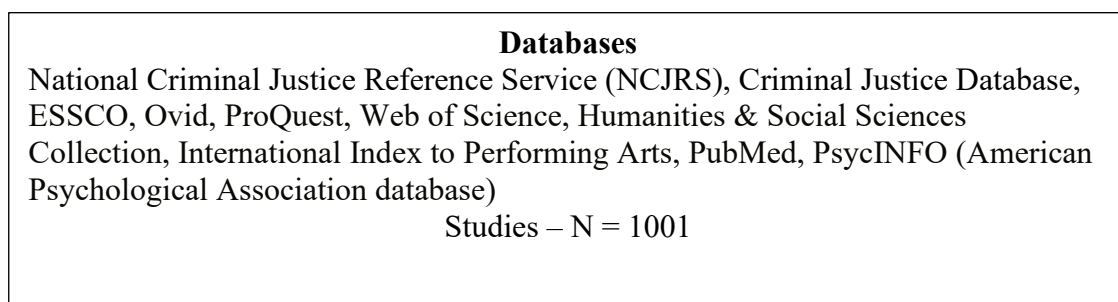 Databases
National Criminal Justice Reference Service (NCJRS), Criminal Justice Database,
ESSCO, Ovid, ProQuest, Web of Science, Humanities & Social Sciences
Collection, International Index to Performing Arts, PubMed, PsycINFO (American
Psychological Association database)
Studies – N = 1001